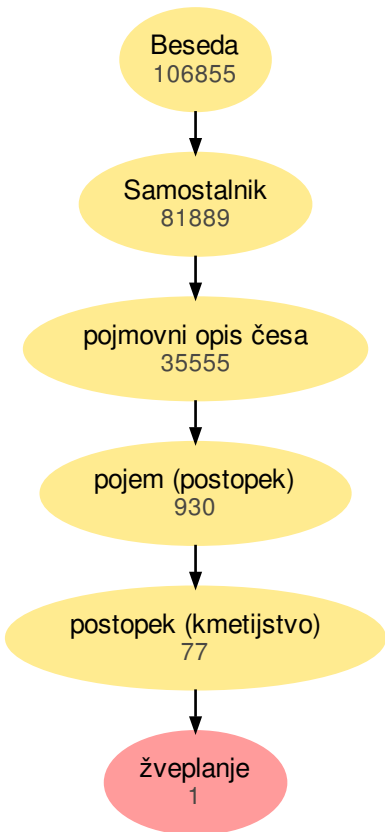 Beseda
106855
Samostalnik
81889
pojmovni opis česa
35555
pojem (postopek)
930
postopek (kmetijstvo)
77
žveplanje
1